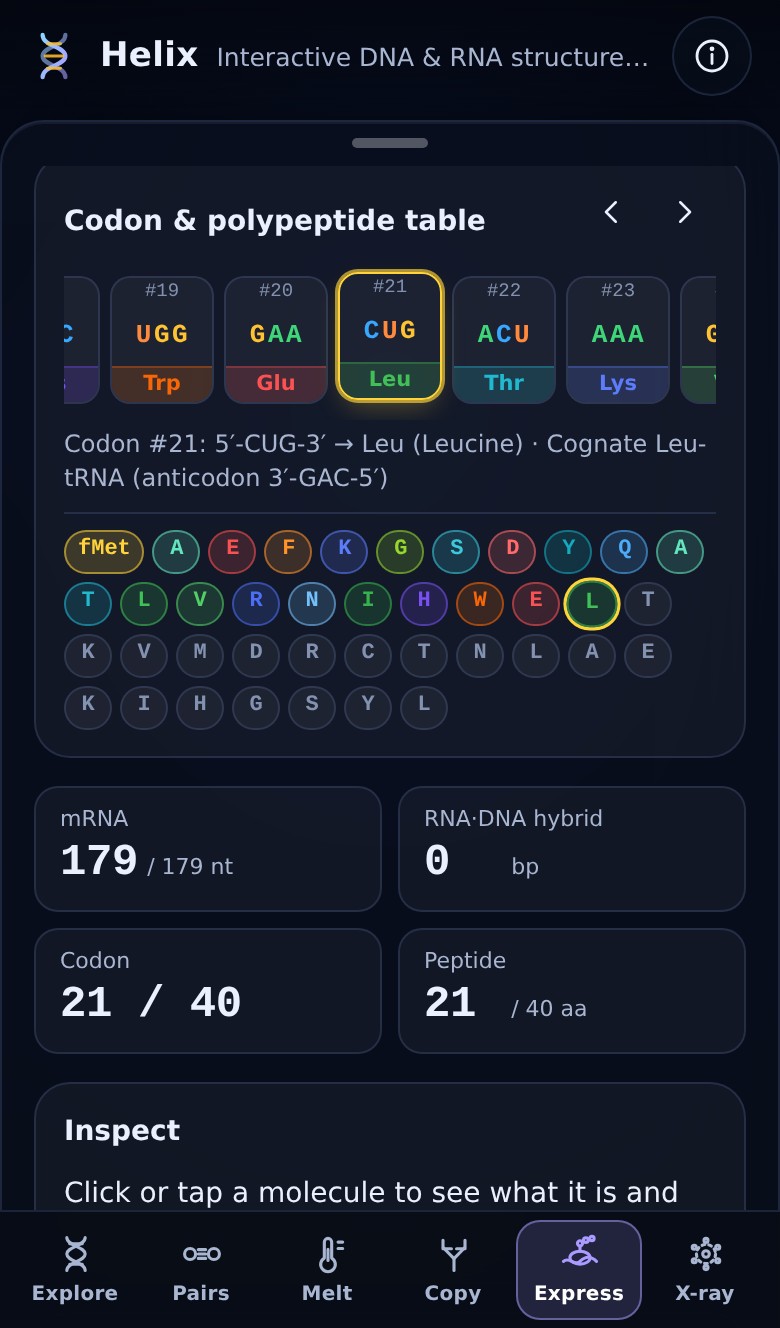 Helix Interactive DNA & RNA structure…
Codon & polypeptide table
#19 #20 #21 #22 #23
C UGG GAA CUG ACU AAA G
Trp Glu Leu Thr Lys
Codon #21: 5′-CUG-3′ → Leu (Leucine) · Cognate Leu-
tRNA (anticodon 3′-GAC-5′)
fMet A E F K G S D Y Q A
T L V R N I H W E L T
K V M D R C T N L A E
K I H G S Y L
mRNA
179 / 179 nt
RNA·DNA hybrid
0 bp
Codon
21 / 40
Peptide
21 / 40 aa
Inspect
Click or tap a molecule to see what it is and
Explore Pairs Melt Copy Express X-ray